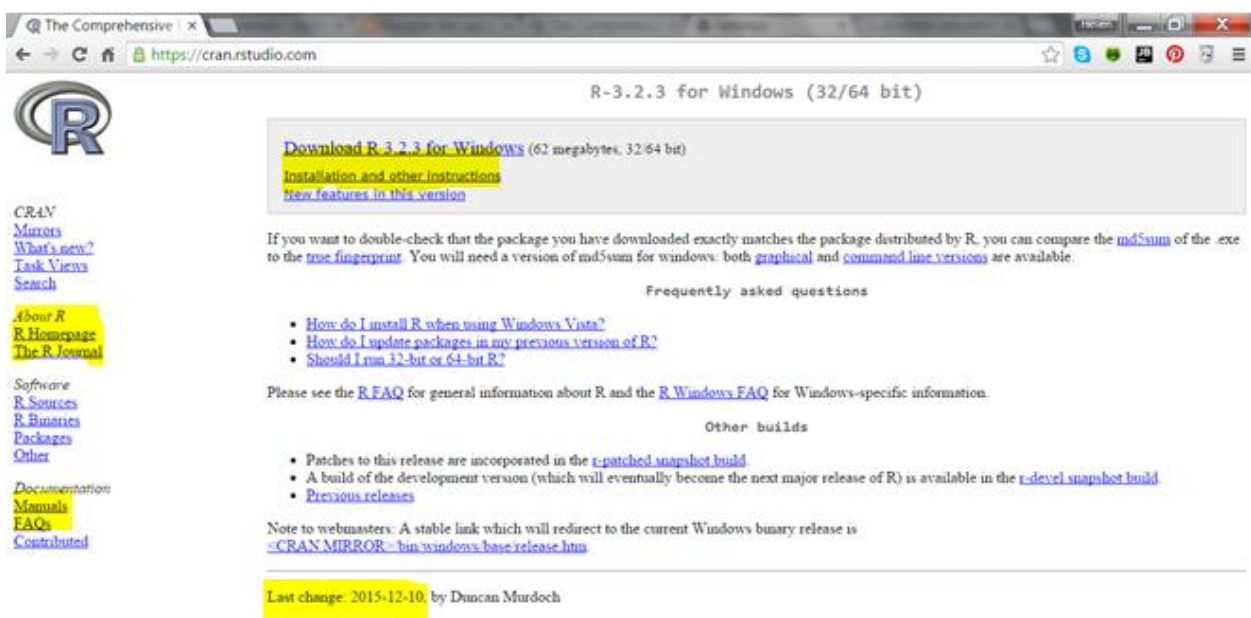 The Comprehensive
Helen
https://cran.rstudio.com
R
CRAN
Mirrors
What's new?
Task Views
Search
About R
R Homepage
The R Journal
Software
R Sources
R Binaries
Packages
Other
Documentation
Manuals
FAQs
Contributed
R-3.2.3 for Windows (32/64 bit)
Download R 3.2.3 for Windows (62 megabytes, 32/64 bit)
Installation and other instructions
New features in this version
If you want to double-check that the package you have downloaded exactly matches the package distributed by R, you can compare the md5sum of the .exe
to the true fingerprint. You will need a version of md5sum for windows: both graphical and command line versions are available.
Frequently asked questions
• How do I install R when using Windows Vista?
• How do I update packages in my previous version of R?
• Should I run 32-bit or 64-bit R?
Please see the R FAQ for general information about R and the R Windows FAQ for Windows-specific information.
Other builds
• Patches to this release are incorporated in the r-patched snapshot build.
• A build of the development version (which will eventually become the next major release of R) is available in the r-devel snapshot build.
• Previous releases
Note to webmasters: A stable link which will redirect to the current Windows binary release is
<CRAN MIRROR>/bin/windows/base/release.htm.
Last change: 2015-12-10, by Duncan Murdoch